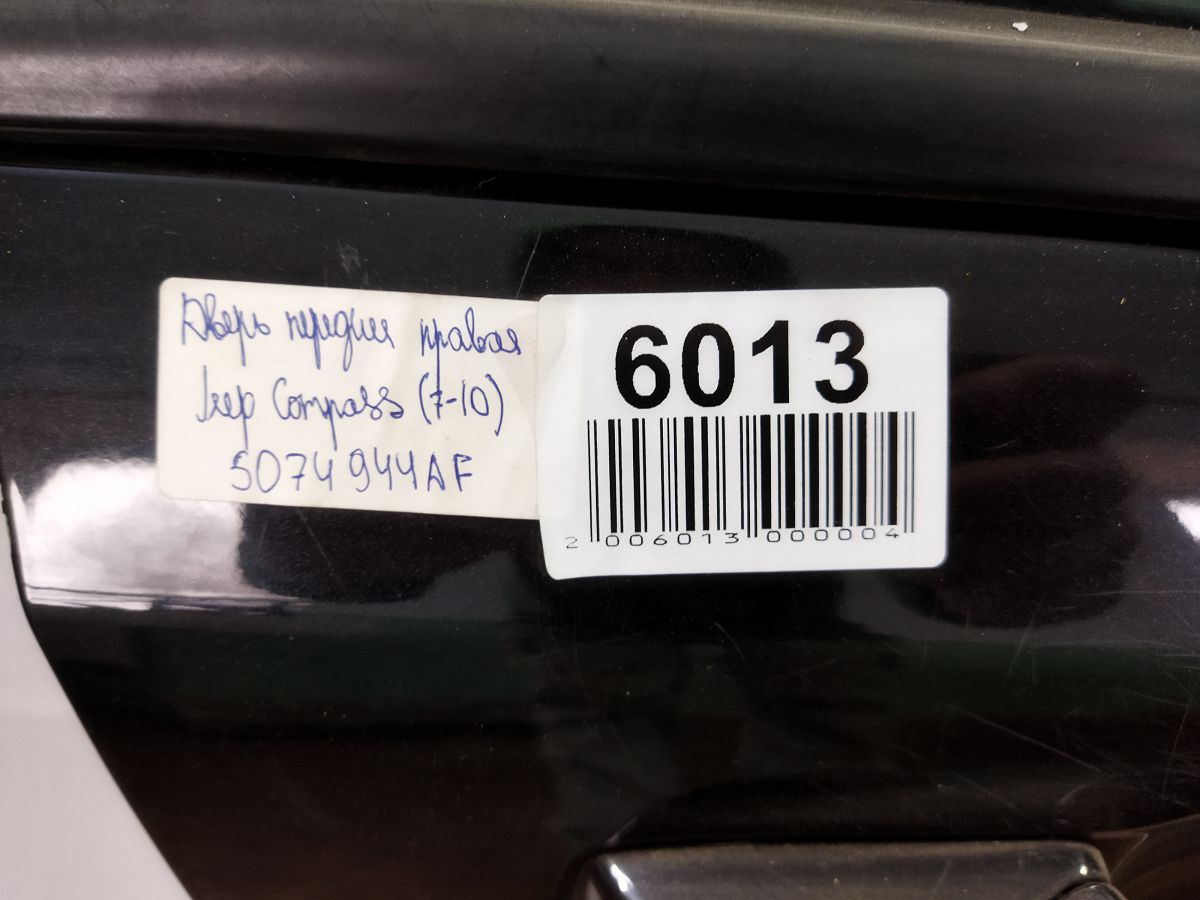 Дверь передняя правая
Jeep Compass (7-10)
5074944AF
6013
2 006013 000004